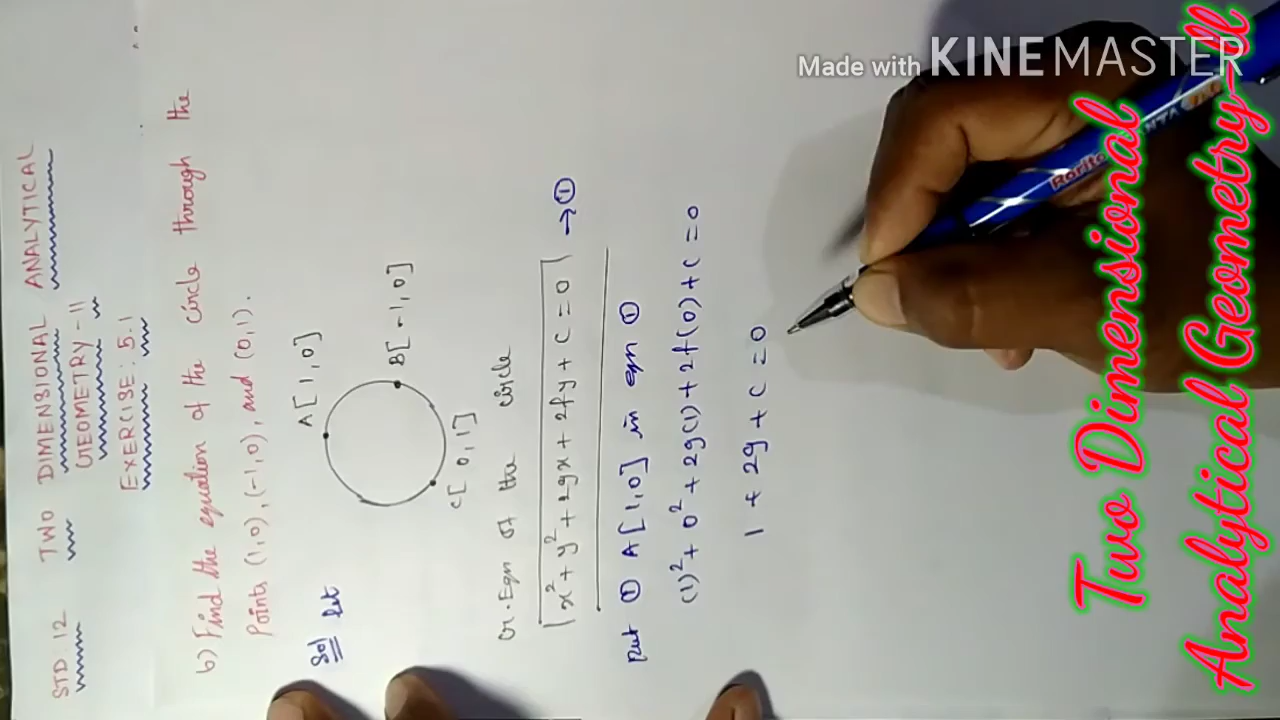 STD : 12 TWO DIMENSIONAL ANALYTICAL
GEOMETRY - II
EXERCISE : 5.1
6) Find the equation of the circle through the
Points (1,0), (-1,0), and (0,1).
Sol let
A[1,0]
B[-1,0]
C[0,1]
Gr. Eqn of the circle
x² + y² + 2gx + 2fy + C = 0 → ①
Put ① A[1,0] in eqn ①
(1)² + 0² + 2g(1) + 2f(0) + C = 0
1 + 2g + C = 0
Made with KINEMASTER
Rorito
Two Dimensional
Analytical Geometry-II